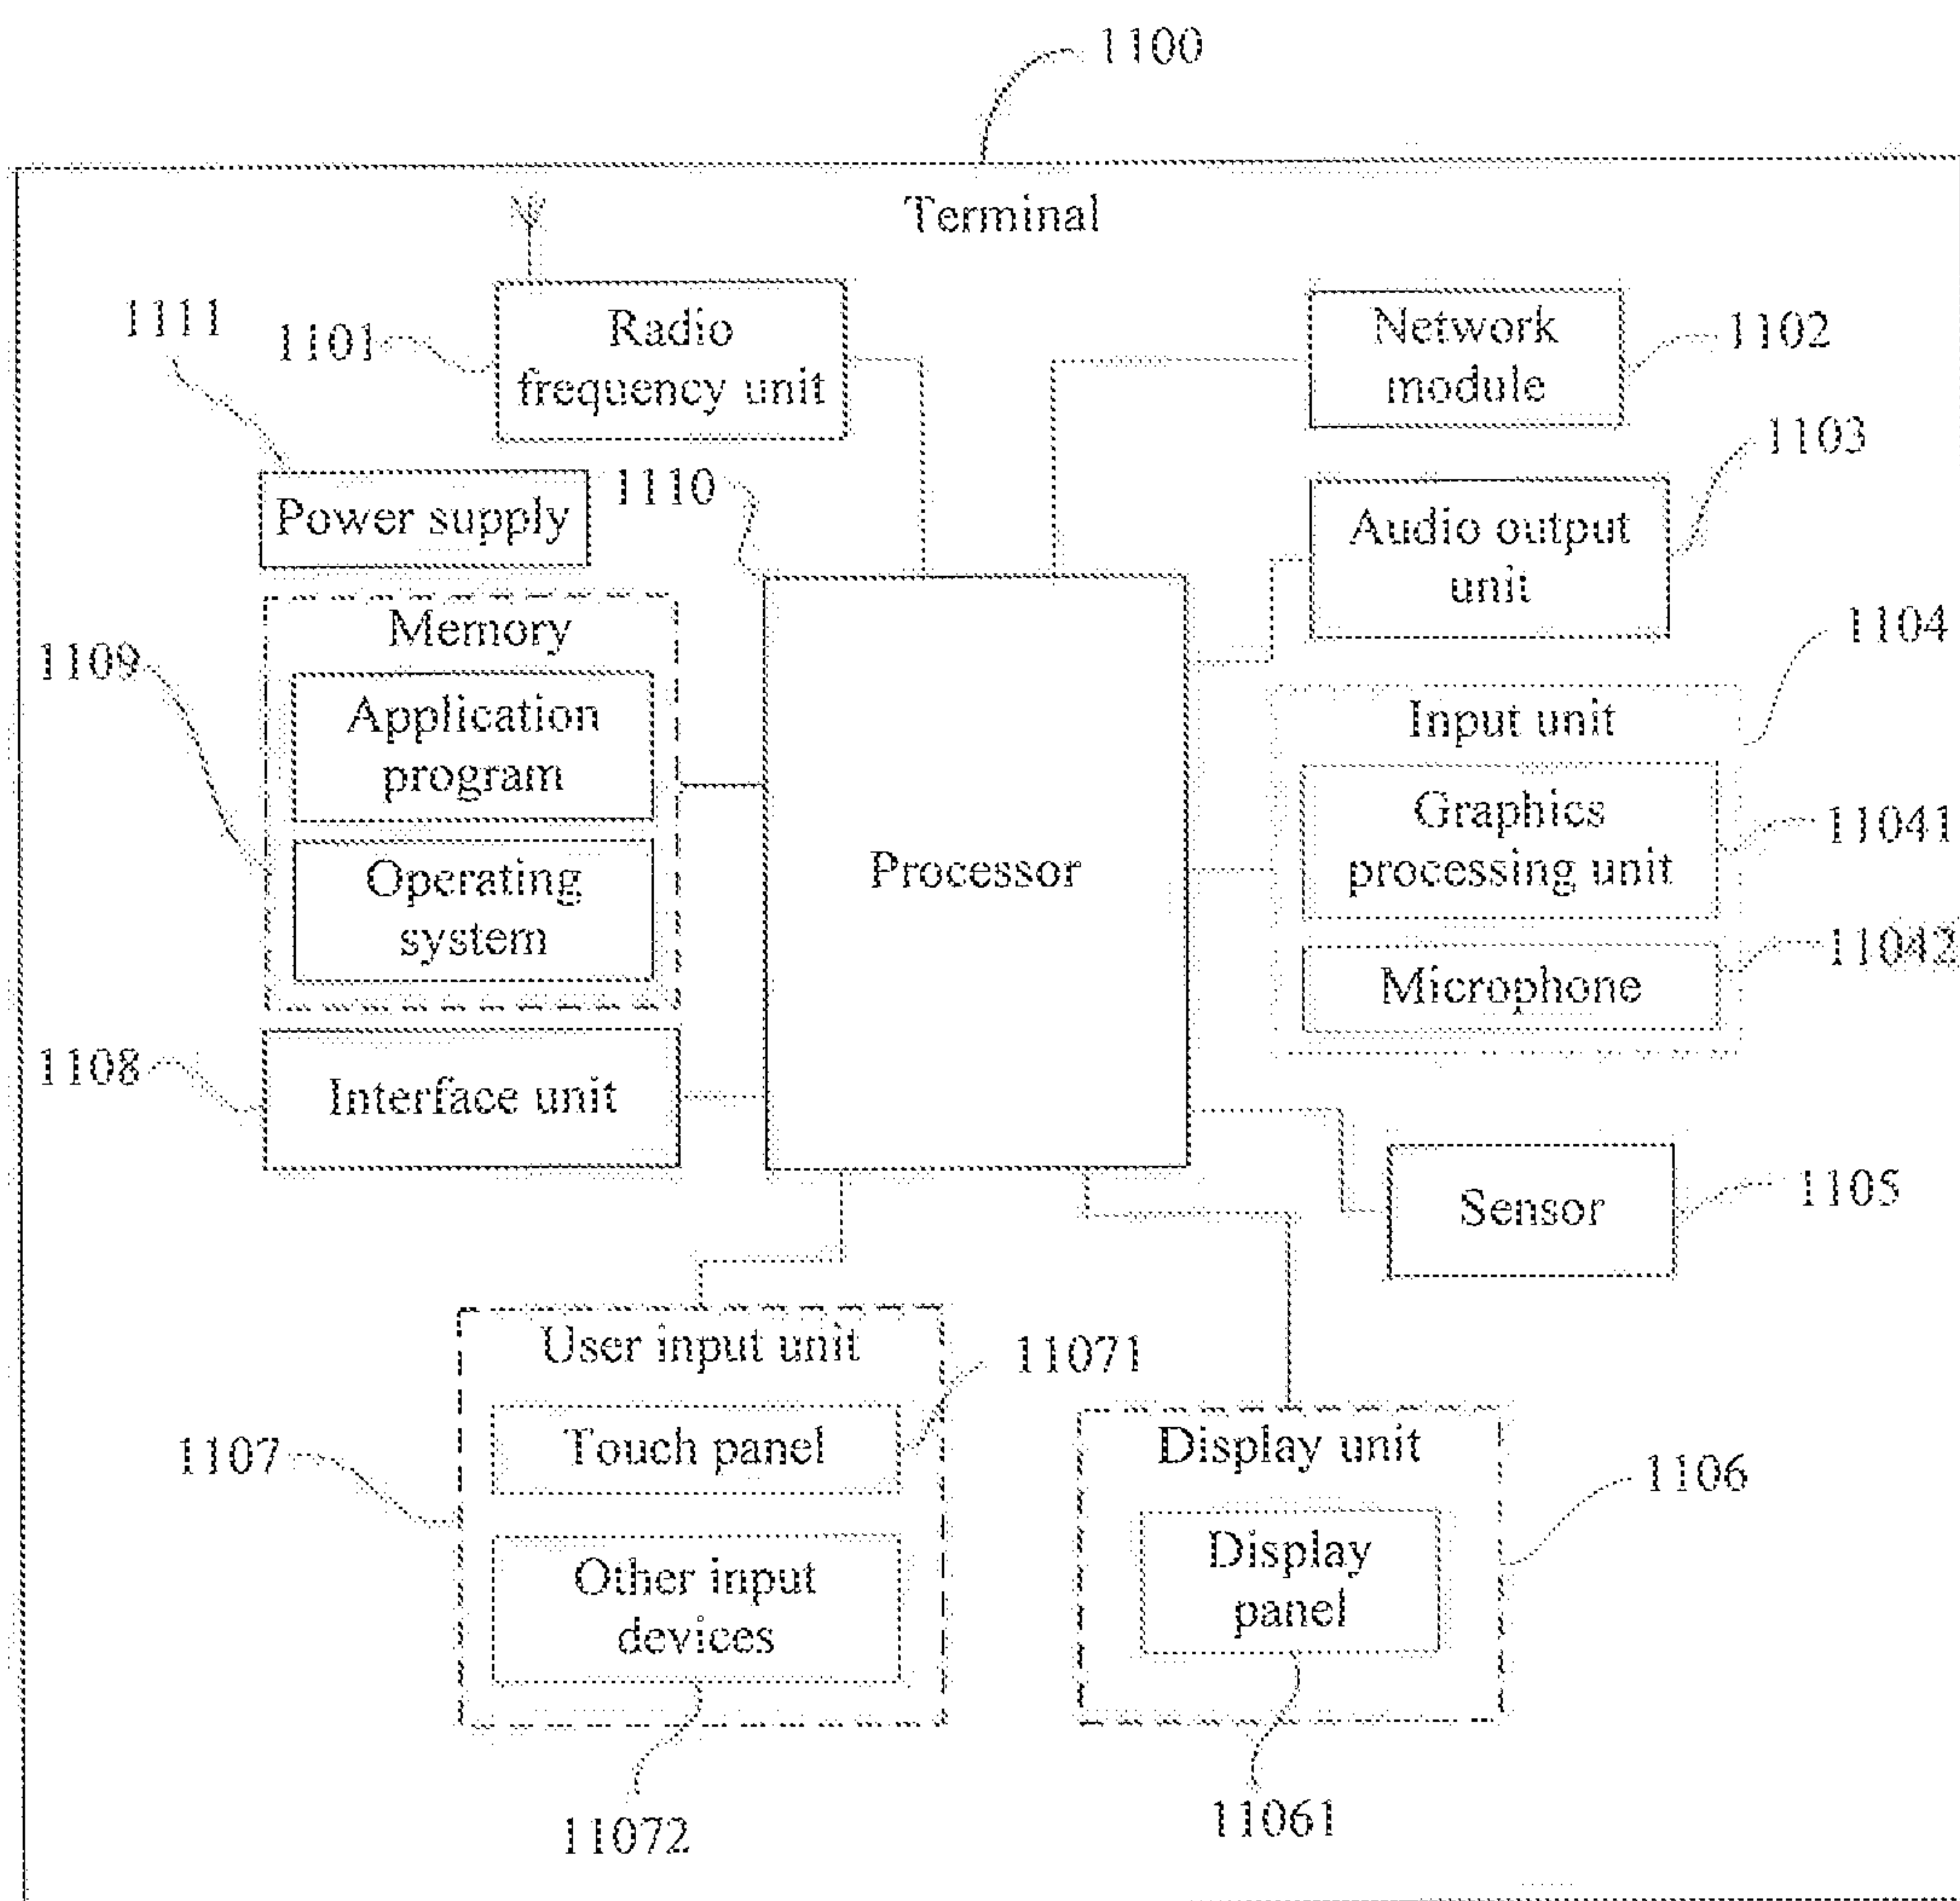 1100
Terminal
1111
1101
Radio
frequency unit
Network
module
1102
1103
Power supply
1110
Audio output
unit
Memory
1109
Application
program
Operating
system
Processor
1104
Input unit
Graphics
processing unit
11041
Microphone
11042
1108
Interface unit
Sensor
1105
User input unit
11071
1107
Touch panel
Other input
devices
11072
Display unit
1106
Display
panel
11061